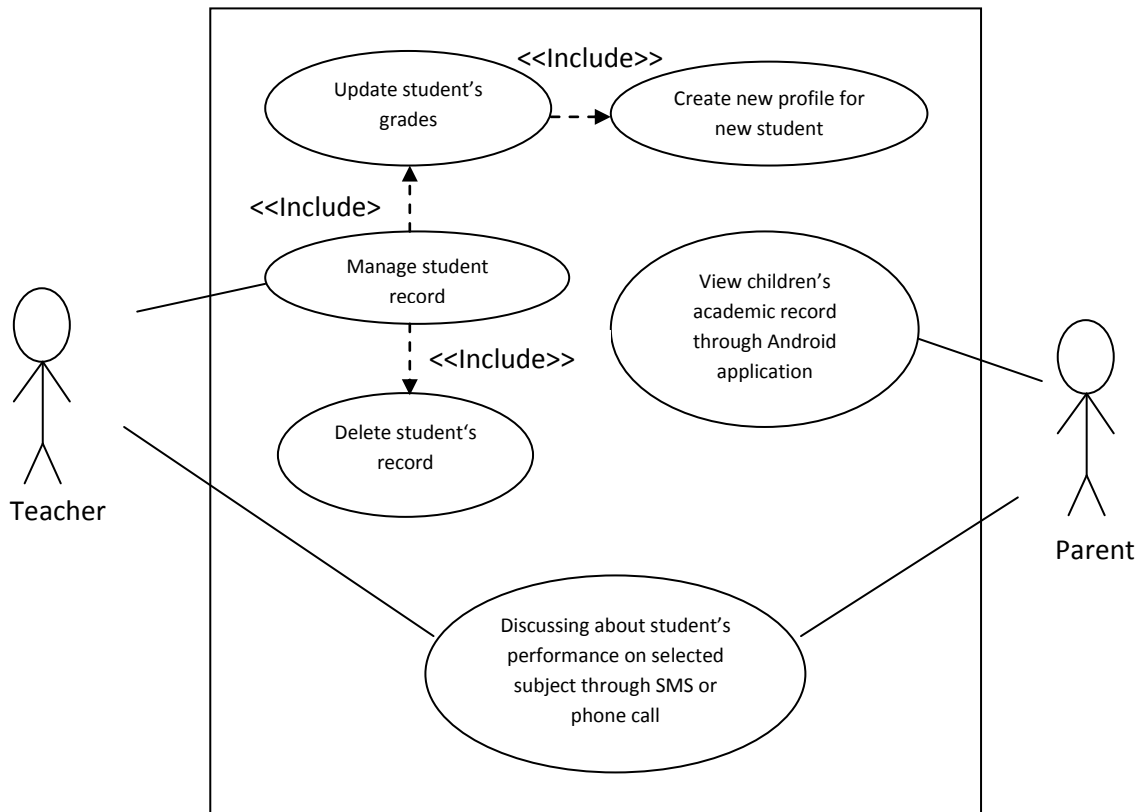 <<Include>>
Update student’s
grades
Create new profile for
new student
<<Include>
Manage student
record
View children’s
academic record
through Android
application
<<Include>>
Delete student‘s
record
Teacher
Parent
Discussing about student’s
performance on selected
subject through SMS or
phone call